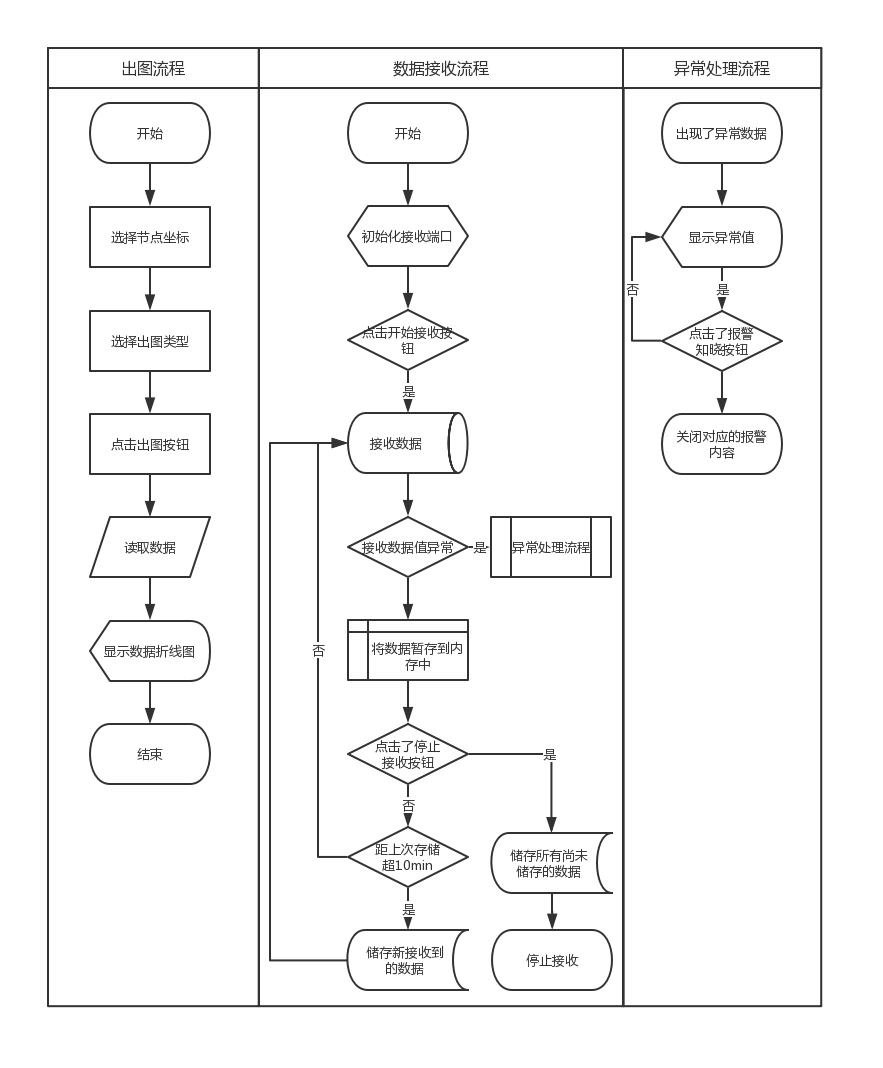 出图流程
数据接收流程
异常处理流程
开始
选择节点坐标
选择出图类型
点击出图按钮
读取数据
显示数据折线图
结束
开始
初始化接收端口
点击开始接收按
钮
是
接收数据
接收数据值异常
是
异常处理流程
将数据暂存到内
存中
否
点击了停止
接收按钮
是
否
距上次存储
超10min
是
储存新接收到
的数据
储存所有尚未
储存的数据
停止接收
出现了异常数据
显示异常值
否
是
点击了报警
知晓按钮
关闭对应的报警
内容